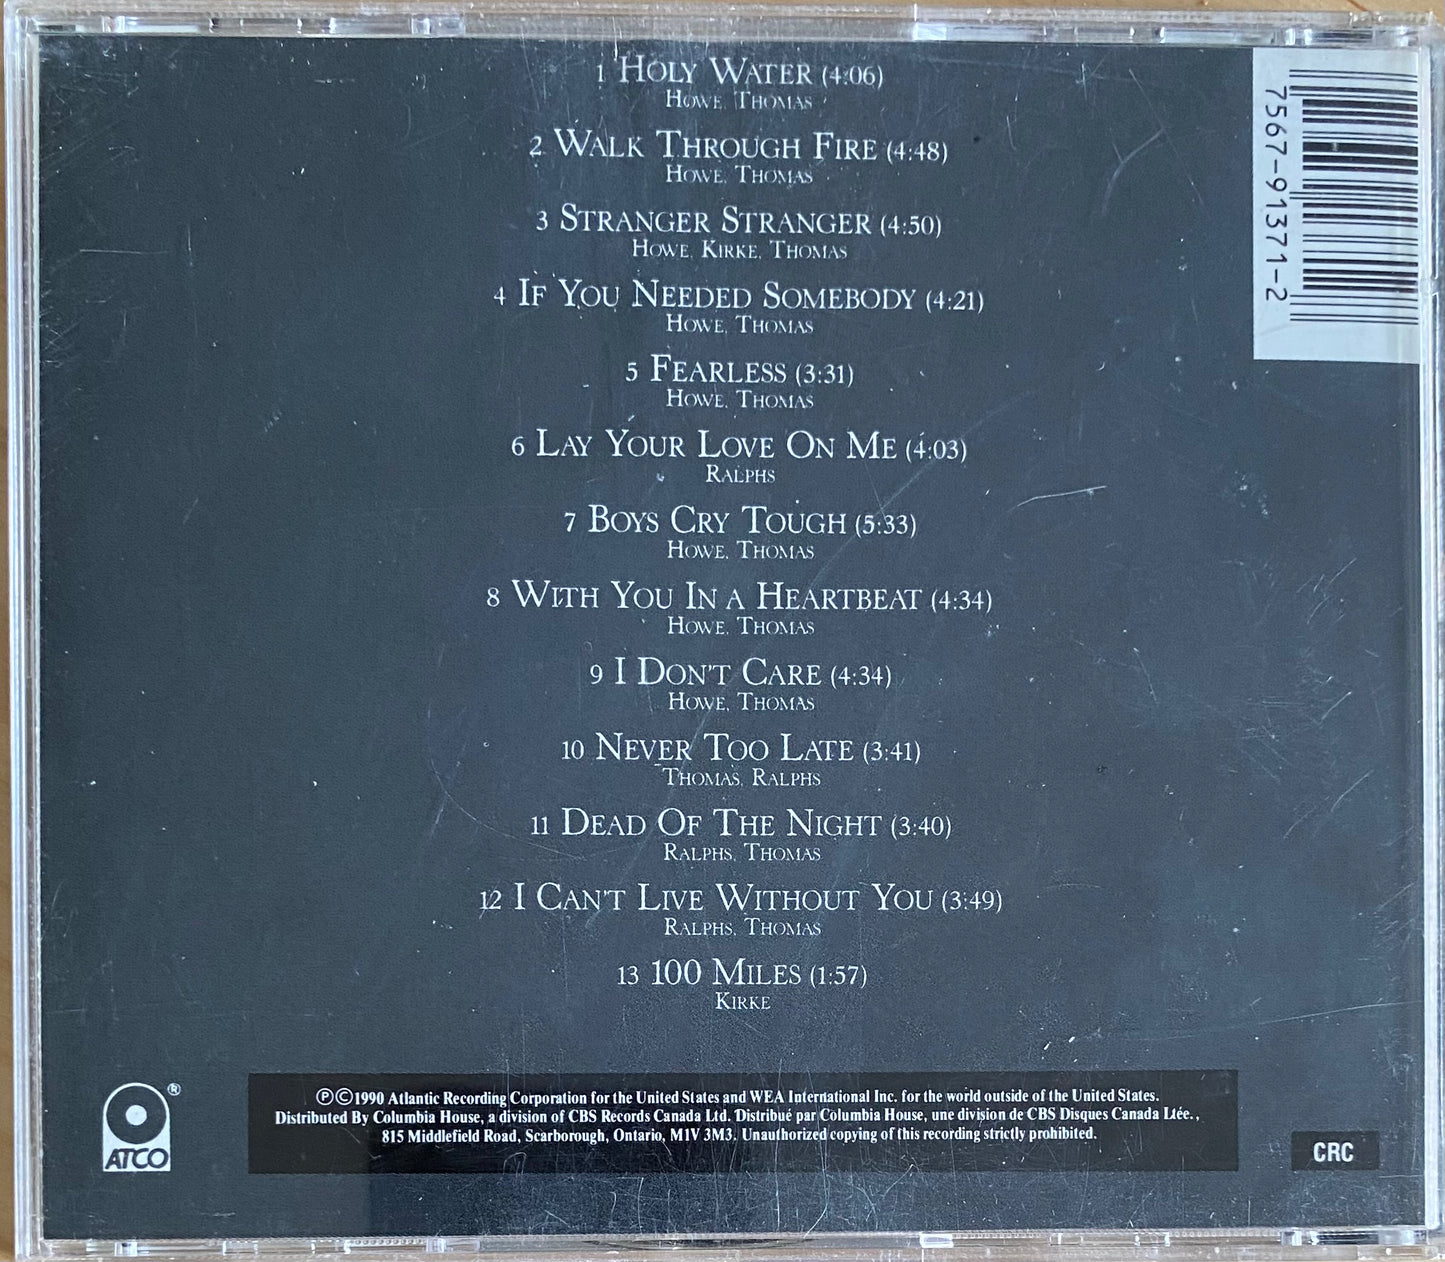 1 HOLY WATER (4:06)
HOWE, THOMAS
2 WALK THROUGH FIRE (4:48)
HOWE, THOMAS
3 STRANGER STRANGER (4:50)
HOWE, KIRKE, THOMAS
4 IF YOU NEEDED SOMEBODY (4:21)
HOWE, THOMAS
5 FEARLESS (3:31)
HOWE, THOMAS
6 LAY YOUR LOVE ON ME (4:03)
RALPHS
7 BOYS CRY TOUGH (5:33)
HOWE, THOMAS
8 WITH YOU IN A HEARTBEAT (4:34)
HOWE, THOMAS
9 I DON'T CARE (4:34)
HOWE, THOMAS
10 NEVER TOO LATE (3:41)
THOMAS, RALPHS
11 DEAD OF THE NIGHT (3:40)
RALPHS, THOMAS
12 I CAN'T LIVE WITHOUT YOU (3:49)
RALPHS, THOMAS
13 100 MILES (1:57)
KIRKE
7567-91371-2
®
ATCO
℗©1990 Atlantic Recording Corporation for the United States and WEA International Inc. for the world outside of the United States.
Distributed By Columbia House, a division of CBS Records Canada Ltd. Distribué par Columbia House, une division de CBS Disques Canada Ltée.,
815 Middlefield Road, Scarborough, Ontario, M1V 3M3. Unauthorized copying of this recording strictly prohibited.
CRC